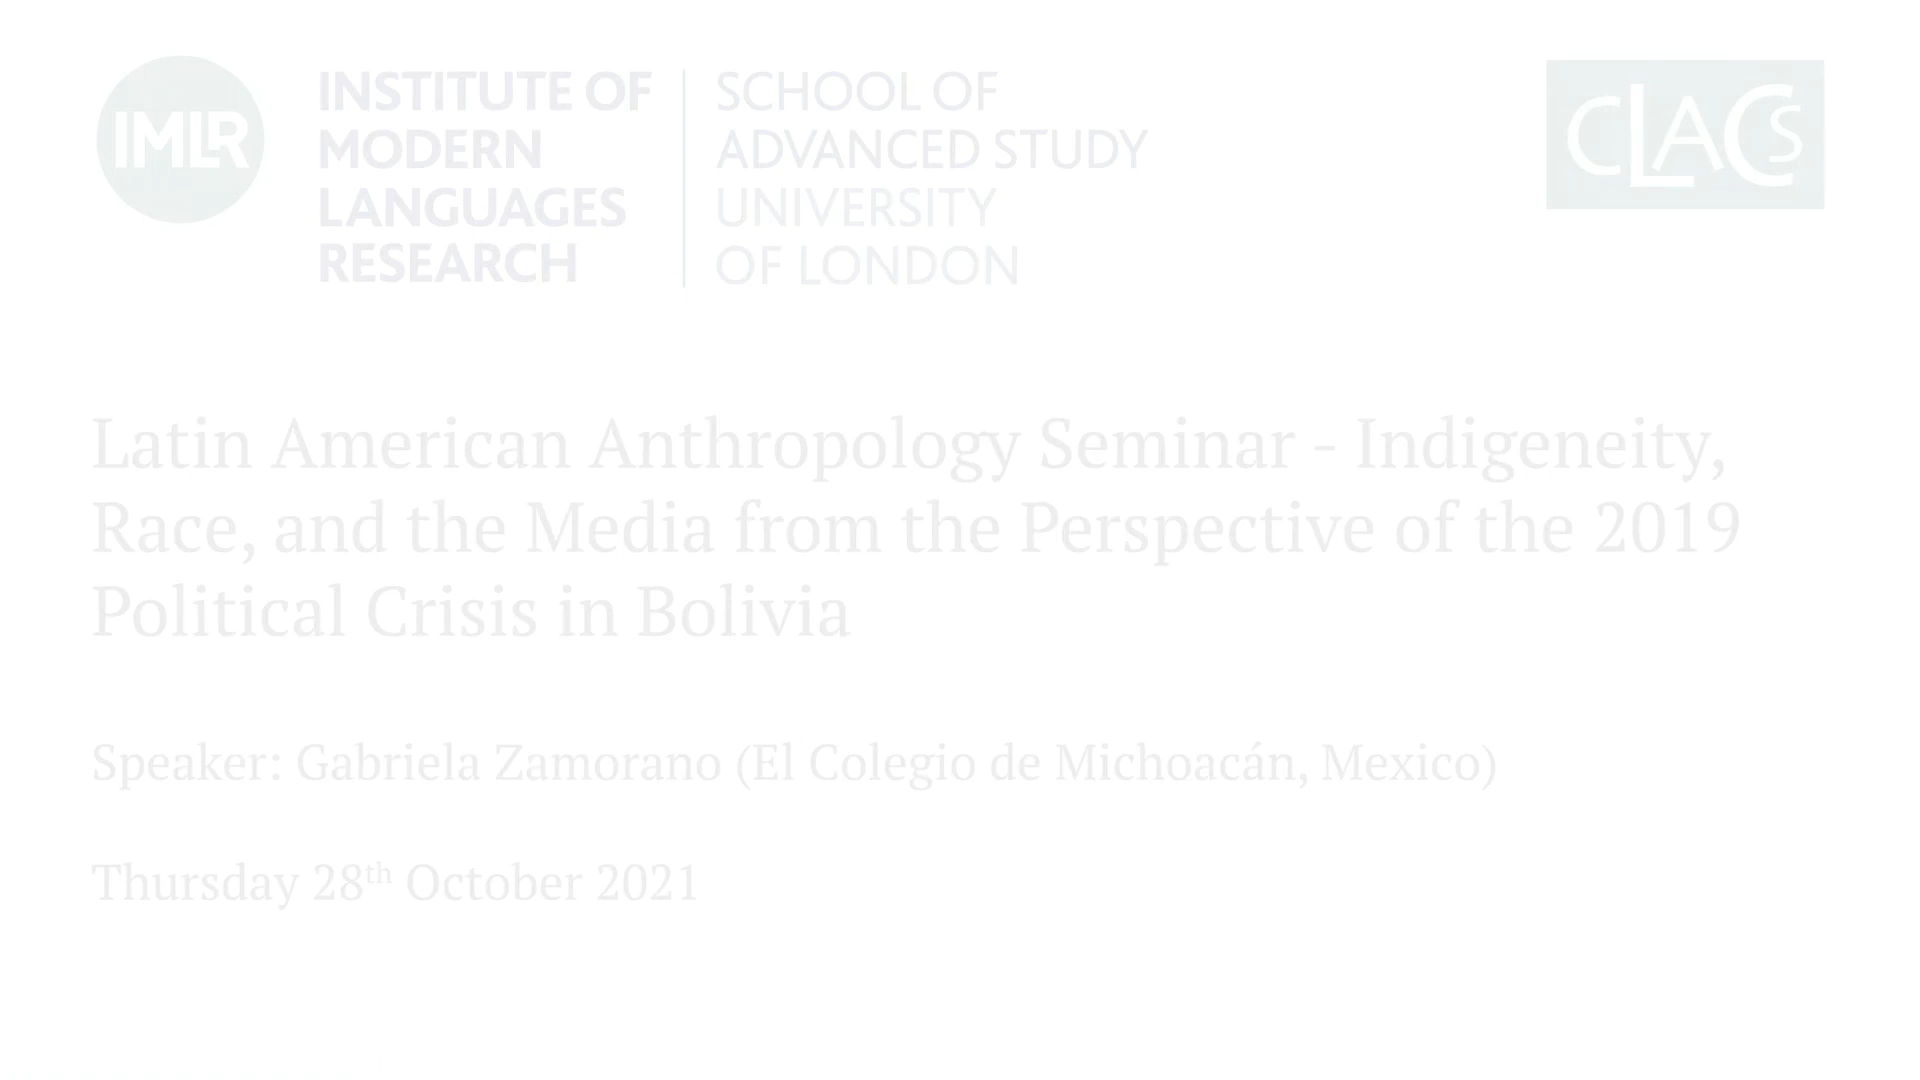 IMLR
INSTITUTE OF
MODERN
LANGUAGES
RESEARCH
SCHOOL OF
ADVANCED STUDY
UNIVERSITY
OF LONDON
CLACS
Latin American Anthropology Seminar - Indigeneity,
Race, and the Media from the Perspective of the 2019
Political Crisis in Bolivia
Speaker: Gabriela Zamorano (El Colegio de Michoacán, Mexico)
Thursday 28th October 2021